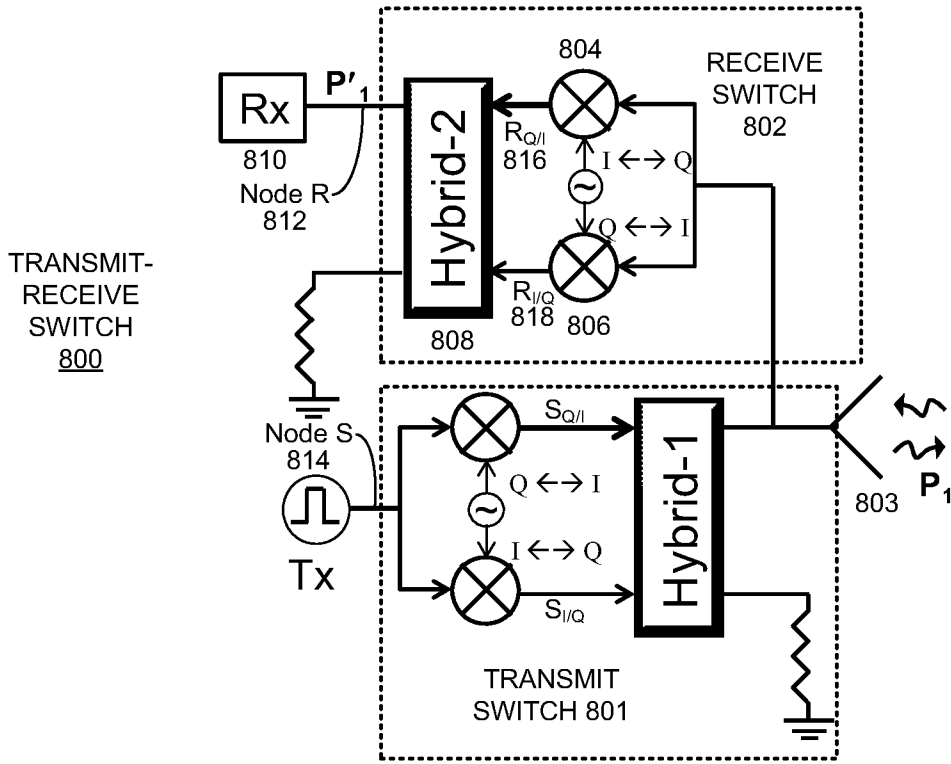 804
RECEIVE
SWITCH
802
Rx
P'1
810
Node R
812
Hybrid-2
RQ/I
816
I ←→ Q
~
Q ←→ I
RI/Q
818
806
808
TRANSMIT-
RECEIVE
SWITCH
800
Node S
814
Tx
SQ/I
Q ←→ I
~
I ←→ Q
SI/Q
Hybrid-1
803
P1
TRANSMIT
SWITCH 801